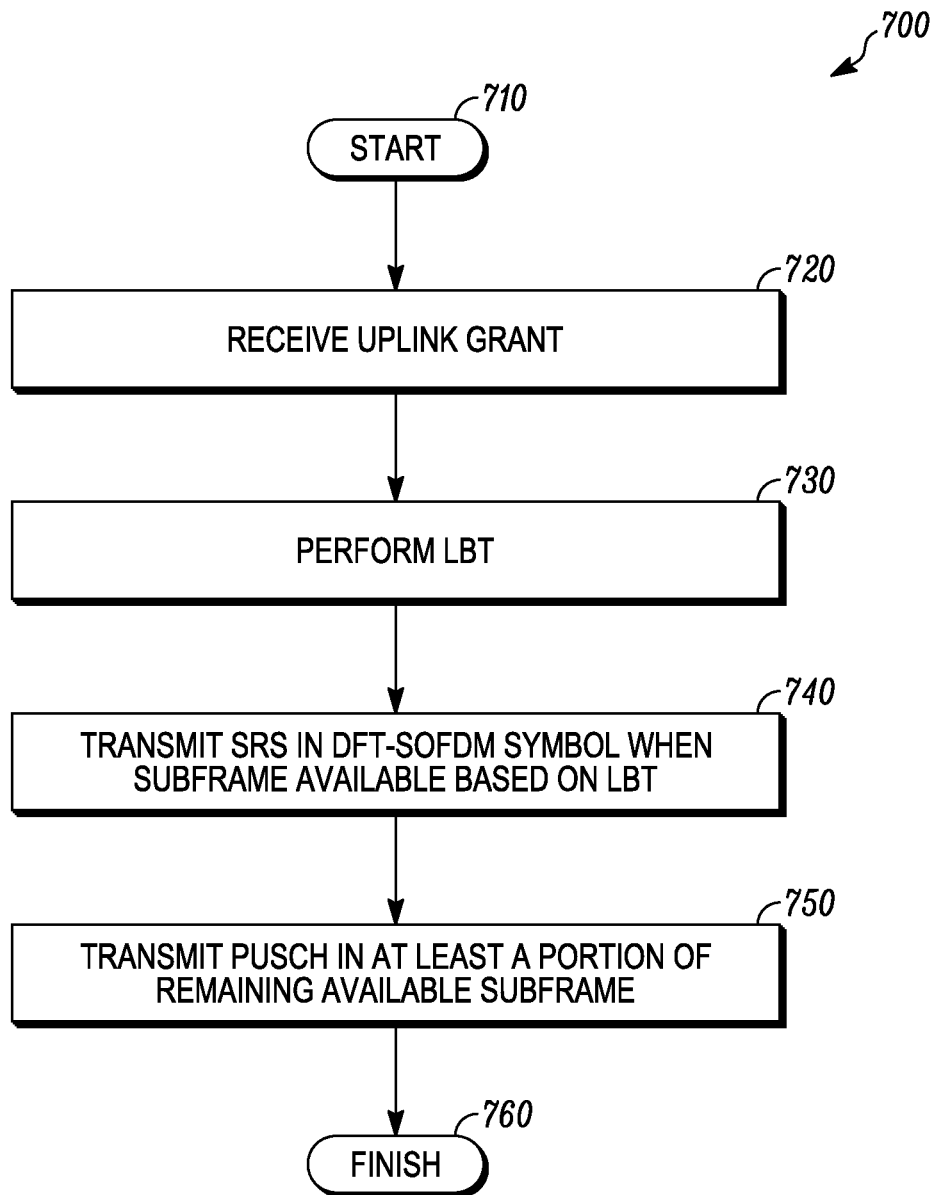 700
710
START
720
RECEIVE UPLINK GRANT
730
PERFORM LBT
740
TRANSMIT SRS IN DFT-SOFDM SYMBOL WHEN
SUBFRAME AVAILABLE BASED ON LBT
750
TRANSMIT PUSCH IN AT LEAST A PORTION OF
REMAINING AVAILABLE SUBFRAME
760
FINISH